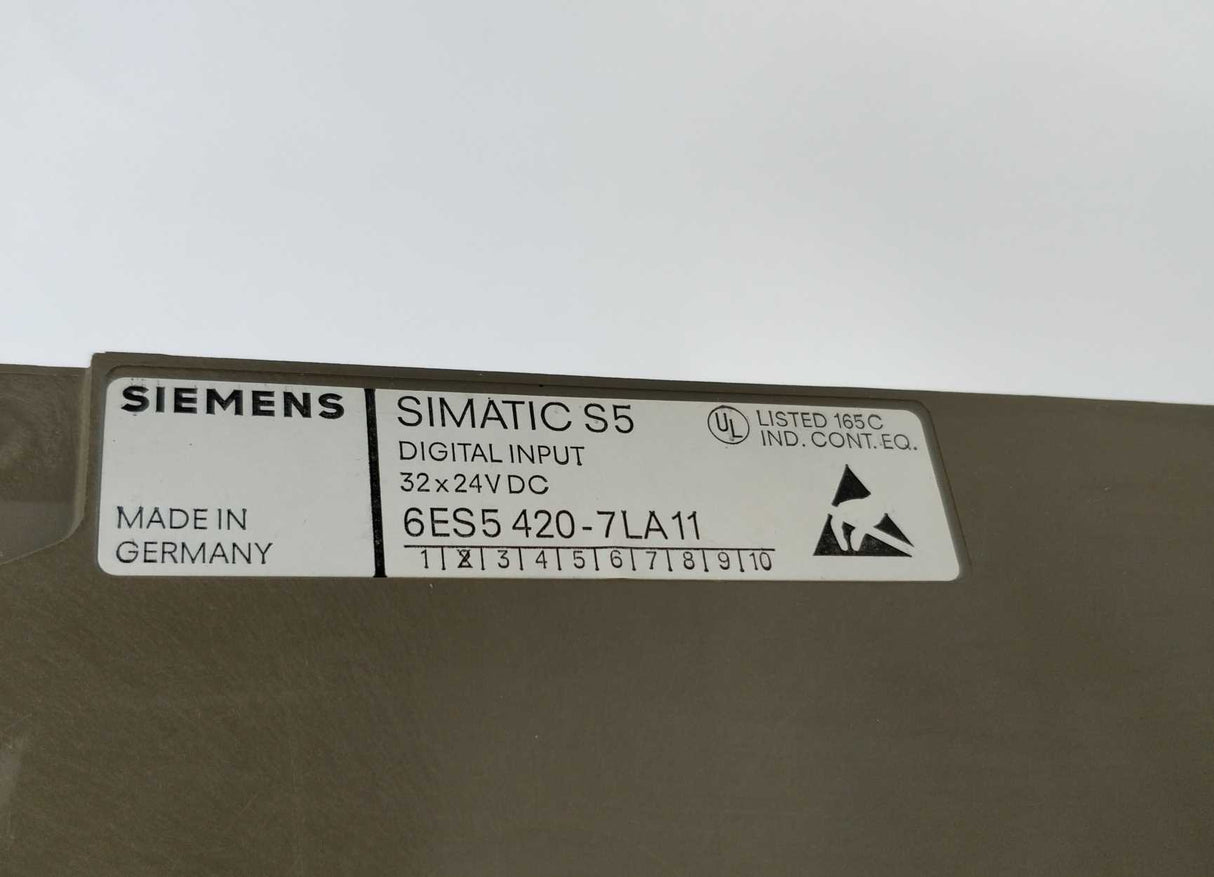 SIEMENS
MADE IN
GERMANY
SIMATIC S5
DIGITAL INPUT
32x24V DC
6ES5 420-7LA11
1|2|3|4|5|6|7|8|9|10
UL
LISTED 165C
IND. CONT. EQ.